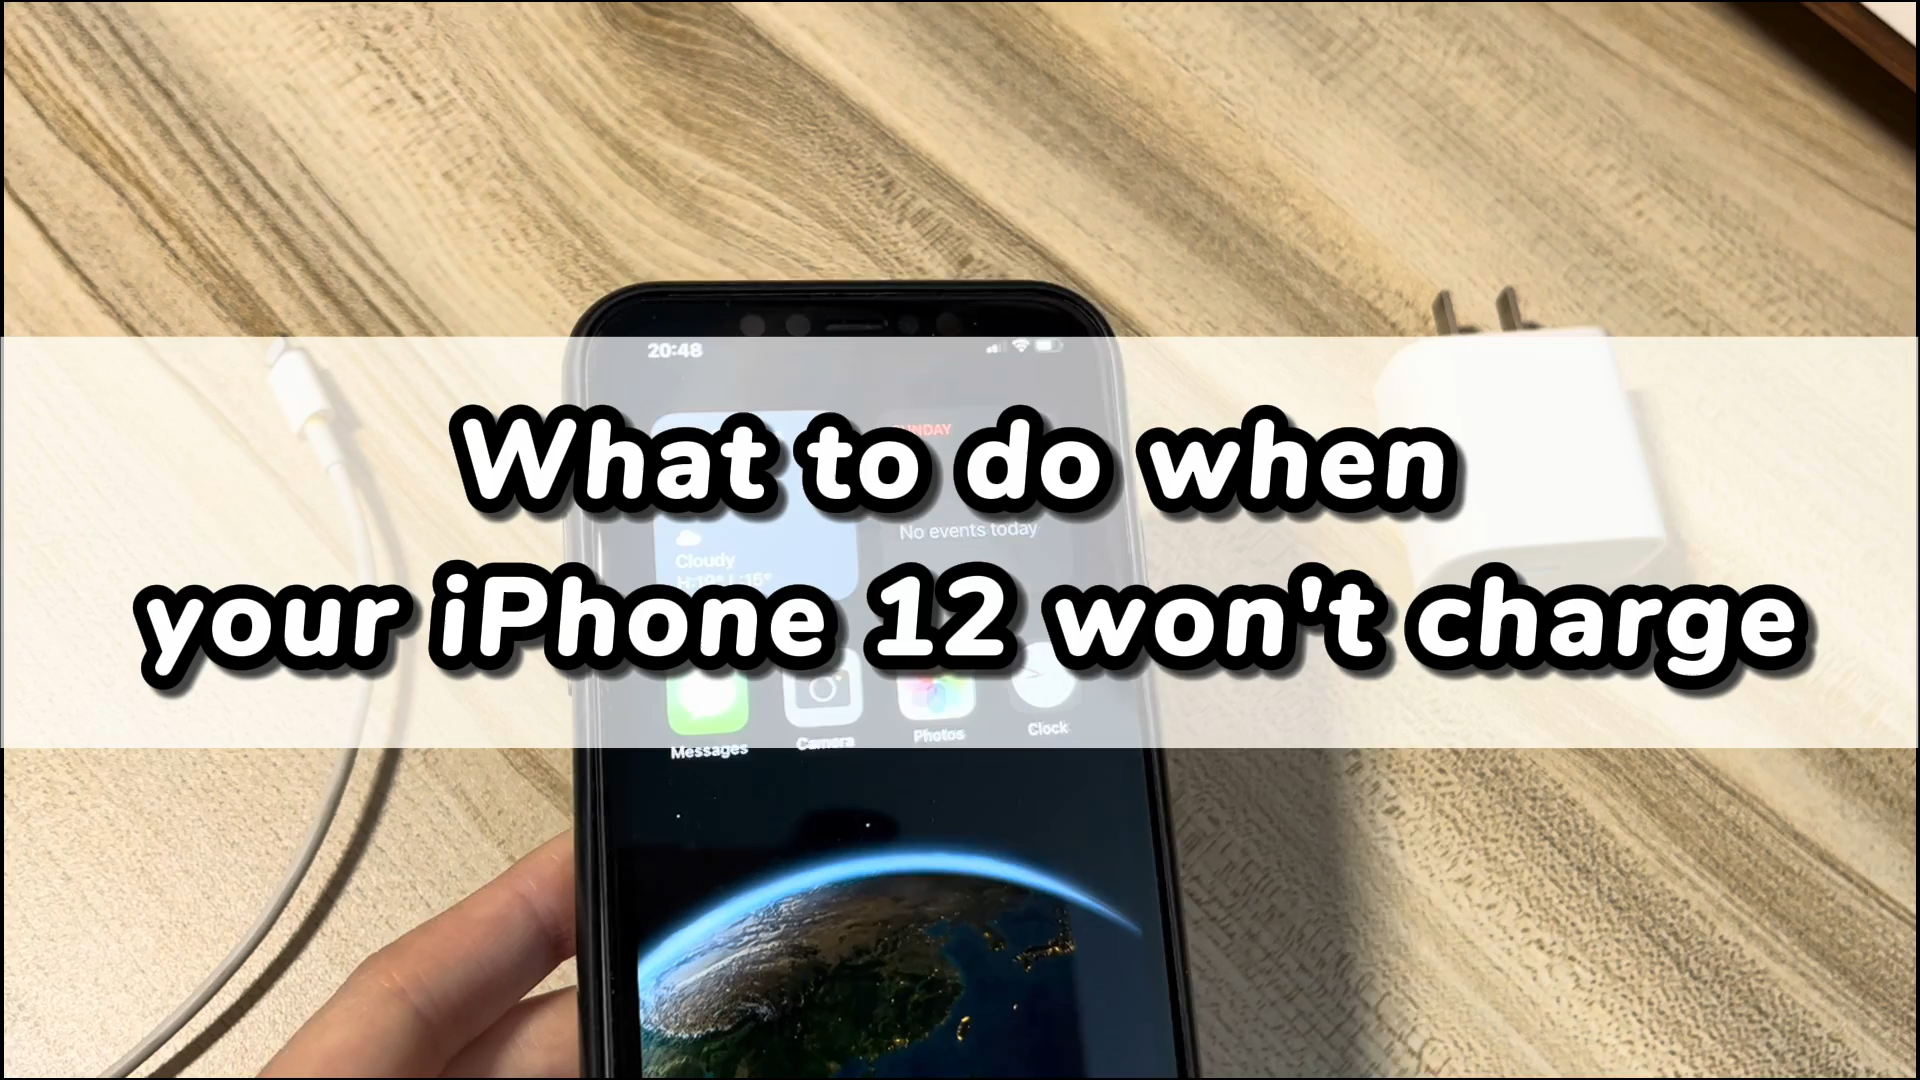 20:48
What to do when
No events today
Cloudy
your iPhone 12 won't charge
Messages
Camera
Photos
Clock